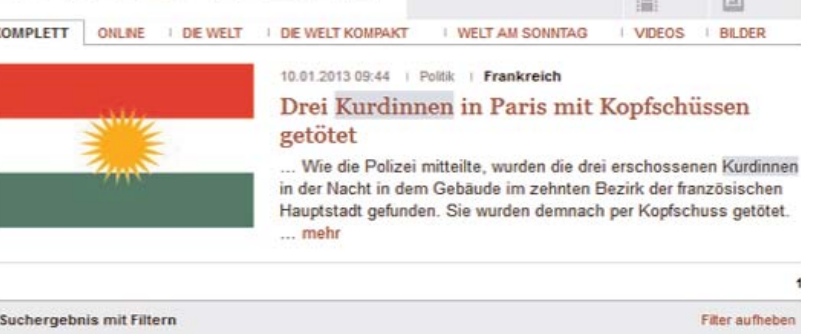 KOMPLETT ONLINE DIE WELT DIE WELT KOMPAKT WELT AM SONNTAG VIDEOS BILDER
10.01.2013 09:44 | Politik | Frankreich
Drei Kurdinnen in Paris mit Kopfschüssen
getötet
... Wie die Polizei mitteilte, wurden die drei erschossenen Kurdinnen
in der Nacht in dem Gebäude im zehnten Bezirk der französischen
Hauptstadt gefunden. Sie wurden demnach per Kopfschuss getötet.
... mehr
Suchergebnis mit Filtern Filter aufheben